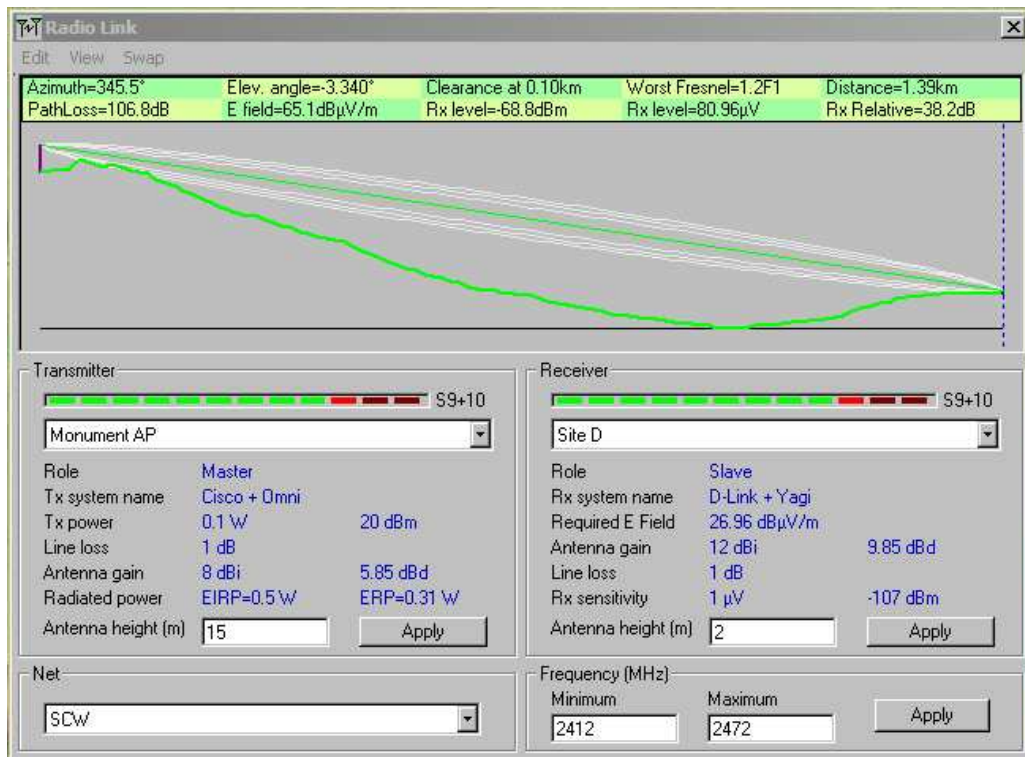 Radio Link
Edit View Swap
Azimuth=345.5° Elev. angle=-3.340° Clearance at 0.10km Worst Fresnel=1.2F1 Distance=1.39km
PathLoss=106.8dB E field=65.1dBµV/m Rx level=-68.8dBm Rx level=80.96µV Rx Relative=38.2dB
Transmitter
S9+10
Monument AP
Role Master
Tx system name Cisco + Omni
Tx power 0.1 W 20 dBm
Line loss 1 dB
Antenna gain 8 dBi 5.85 dBd
Radiated power EIRP=0.5 W ERP=0.31 W
Antenna height (m) 15 Apply
Receiver
S9+10
Site D
Role Slave
Rx system name D-Link + Yagi
Required E Field 26.96 dBµV/m
Antenna gain 12 dBi 9.85 dBd
Line loss 1 dB
Rx sensitivity 1 µV -107 dBm
Antenna height (m) 2 Apply
Net
SCW
Frequency (MHz)
Minimum Maximum
2412 2472 Apply